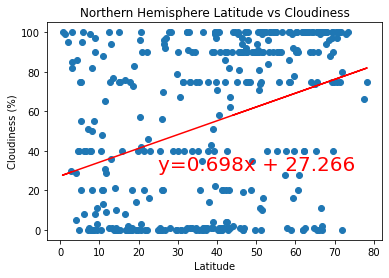 Northern Hemisphere Latitude vs Cloudiness
100
80
60
40
20
0
Cloudiness (%)
y=0.698x + 27.266
0 10 20 30 40 50 60 70 80
Latitude